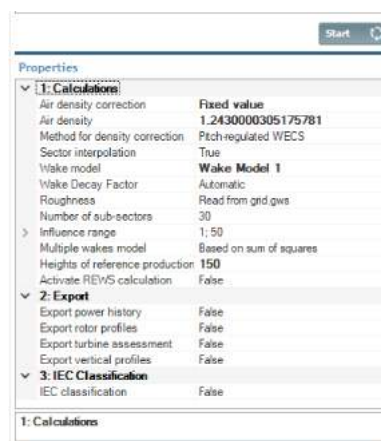 Start
Properties
1: Calculations
Air density correction Fixed value
Air density 1.2430000305175781
Method for density correction Pitch-regulated WECS
Sector interpolation True
Wake model Wake Model 1
Wake Decay Factor Automatic
Roughness Read from grid.gws
Number of sub-sectors 30
Influence range 1; 50
Multiple wakes model Based on sum of squares
Heights of reference production 150
Activate REWS calculation False
2: Export
Export power history False
Export rotor profiles False
Export turbine assessment False
Export vertical profiles False
3: IEC Classification
IEC classification False
1: Calculations